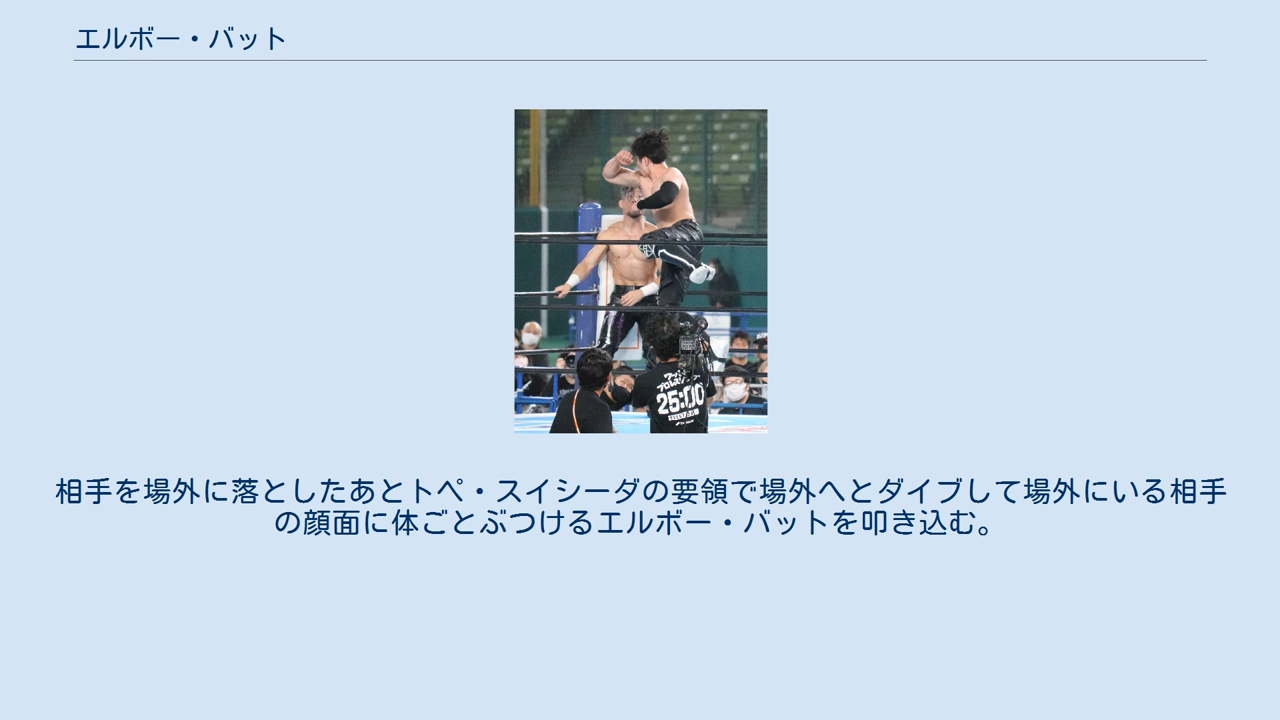 エルボー・バット
25:00
相手を場外に落としたあとトペ・スイシーダの要領で場外へとダイブして場外にいる相手
の顔面に体ごとぶつけるエルボー・バットを叩き込む。